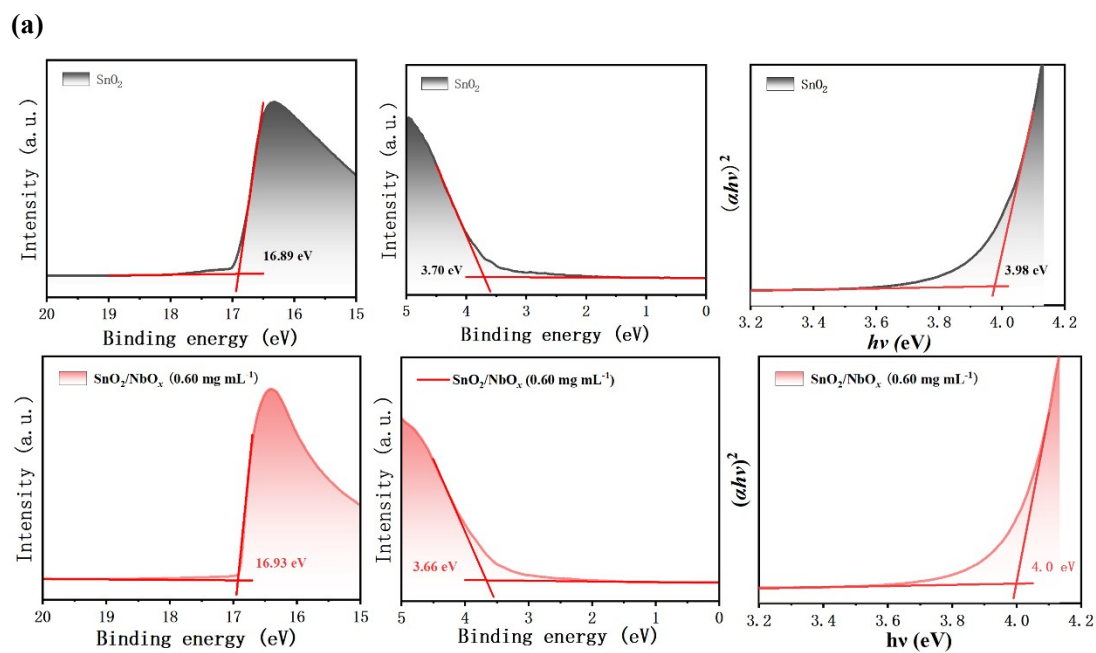 (a)
SnO₂
Intensity (a.u.)
16.89 eV
20 19 18 17 16 15
Binding energy (eV)
SnO₂
Intensity (a.u.)
3.70 eV
5 4 3 2 1 0
Binding energy (eV)
SnO₂
(αhν)²
3.98 eV
3.2 3.4 3.6 3.8 4.0 4.2
hν (eV)
SnO₂/NbOₓ (0.60 mg mL⁻¹)
Intensity (a.u.)
16.93 eV
20 19 18 17 16 15
Binding energy (eV)
SnO₂/NbOₓ (0.60 mg mL⁻¹)
Intensity (a.u.)
3.66 eV
5 4 3 2 1 0
Binding energy (eV)
SnO₂/NbOₓ (0.60 mg mL⁻¹)
(αhν)²
4.0 eV
3.2 3.4 3.6 3.8 4.0 4.2
hν (eV)